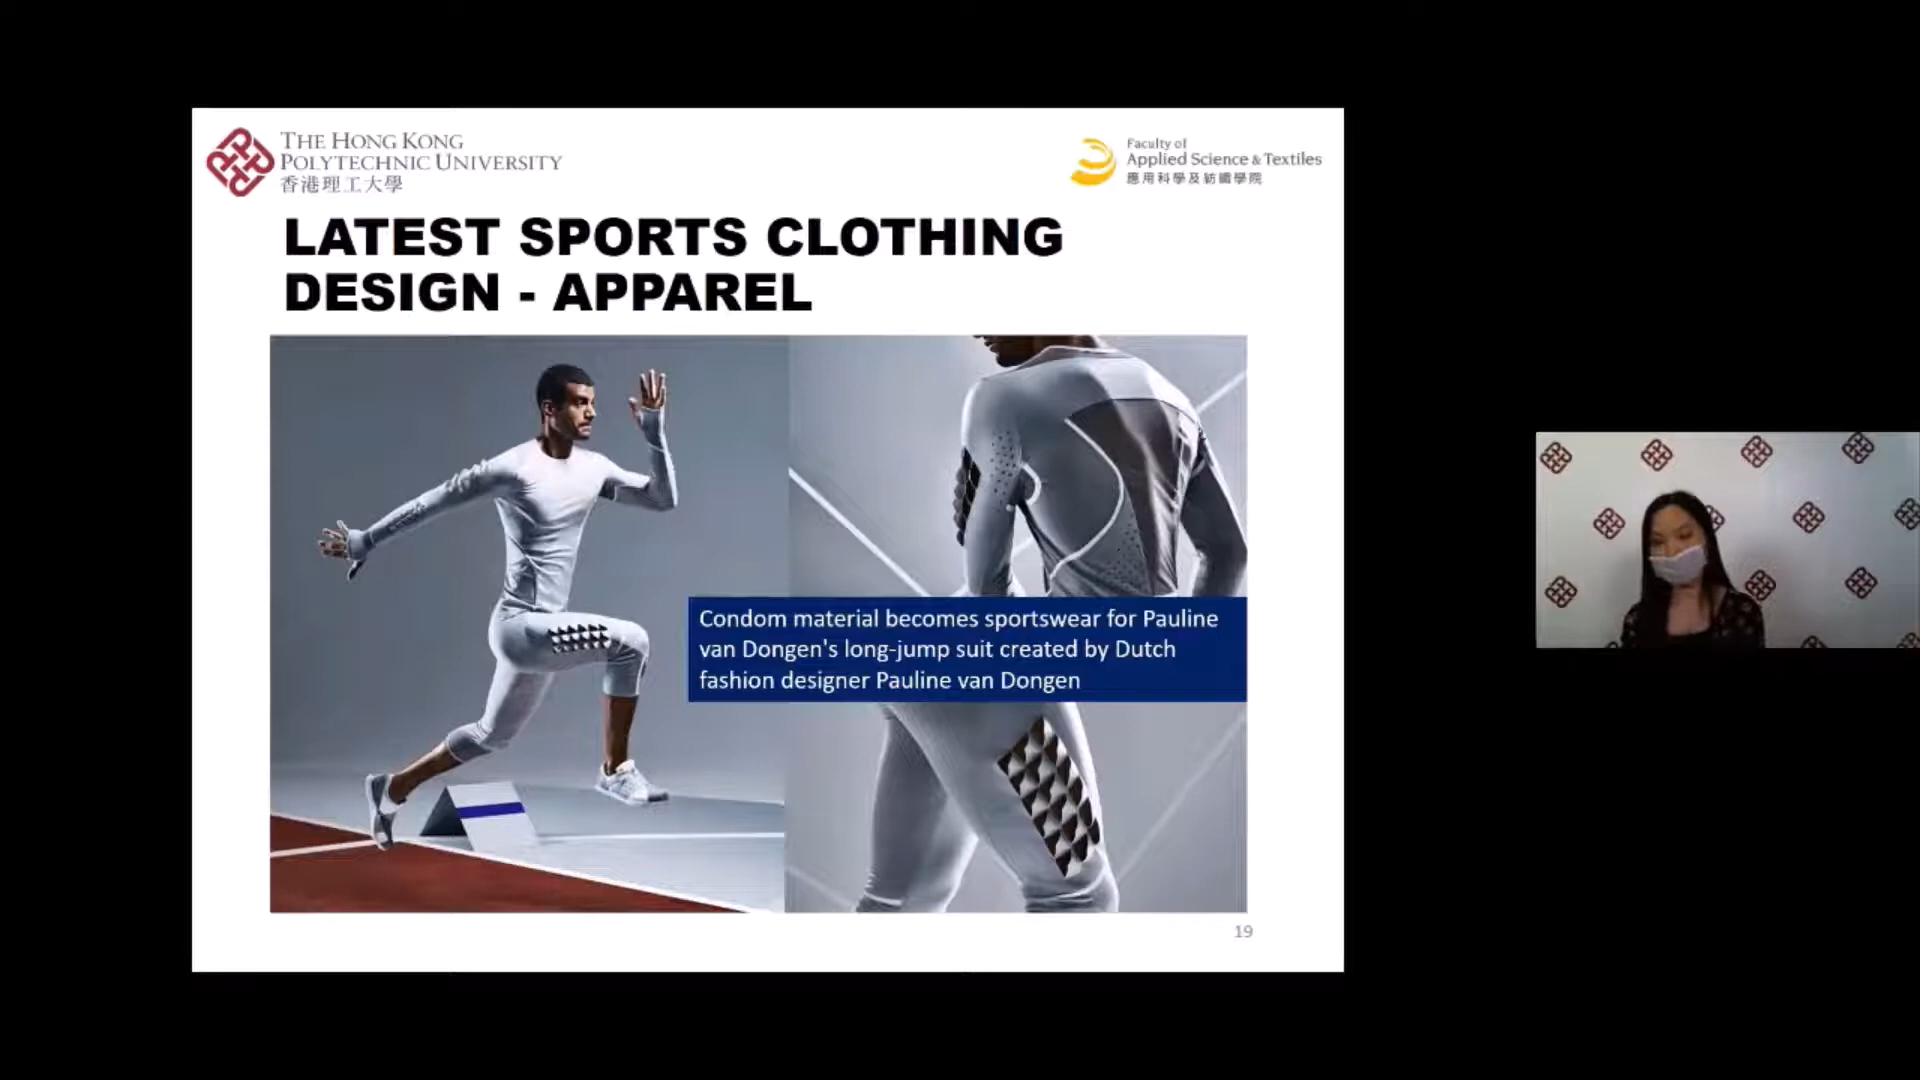 THE HONG KONG
POLYTECHNIC UNIVERSITY
香港理工大學
Faculty of
Applied Science & Textiles
應用科學及紡織學院
LATEST SPORTS CLOTHING
DESIGN - APPAREL
Condom material becomes sportswear for Pauline
van Dongen's long-jump suit created by Dutch
fashion designer Pauline van Dongen
19